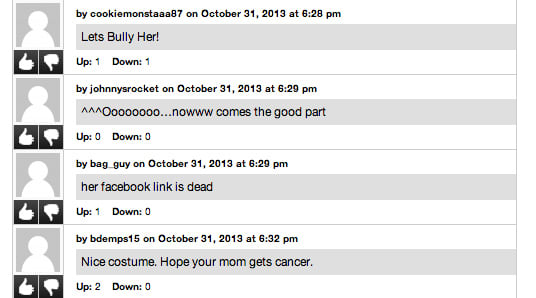 by cookiemonstaaa87 on October 31, 2013 at 6:28 pm
Lets Bully Her!
Up: 1 Down: 1
by johnnysrocket on October 31, 2013 at 6:29 pm
^^^Oooooooo...nowww comes the good part
Up: 0 Down: 0
by bag_guy on October 31, 2013 at 6:29 pm
her facebook link is dead
Up: 1 Down: 0
by bdemps15 on October 31, 2013 at 6:32 pm
Nice costume. Hope your mom gets cancer.
Up: 2 Down: 0